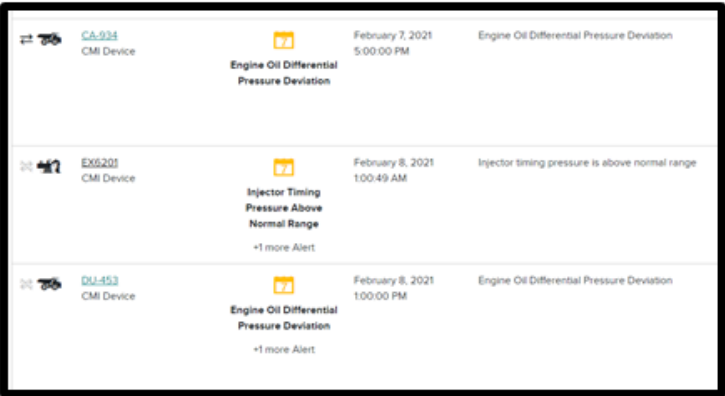 CA-934
CMI Device
7
Engine Oil Differential
Pressure Deviation
February 7, 2021
5:00:00 PM
Engine Oil Differential Pressure Deviation
EX6201
CMI Device
7
Injector Timing
Pressure Above
Normal Range
+1 more Alert
February 8, 2021
1:00:49 AM
Injector timing pressure is above normal range
DU-453
CMI Device
7
Engine Oil Differential
Pressure Deviation
+1 more Alert
February 8, 2021
1:00:00 PM
Engine Oil Differential Pressure Deviation